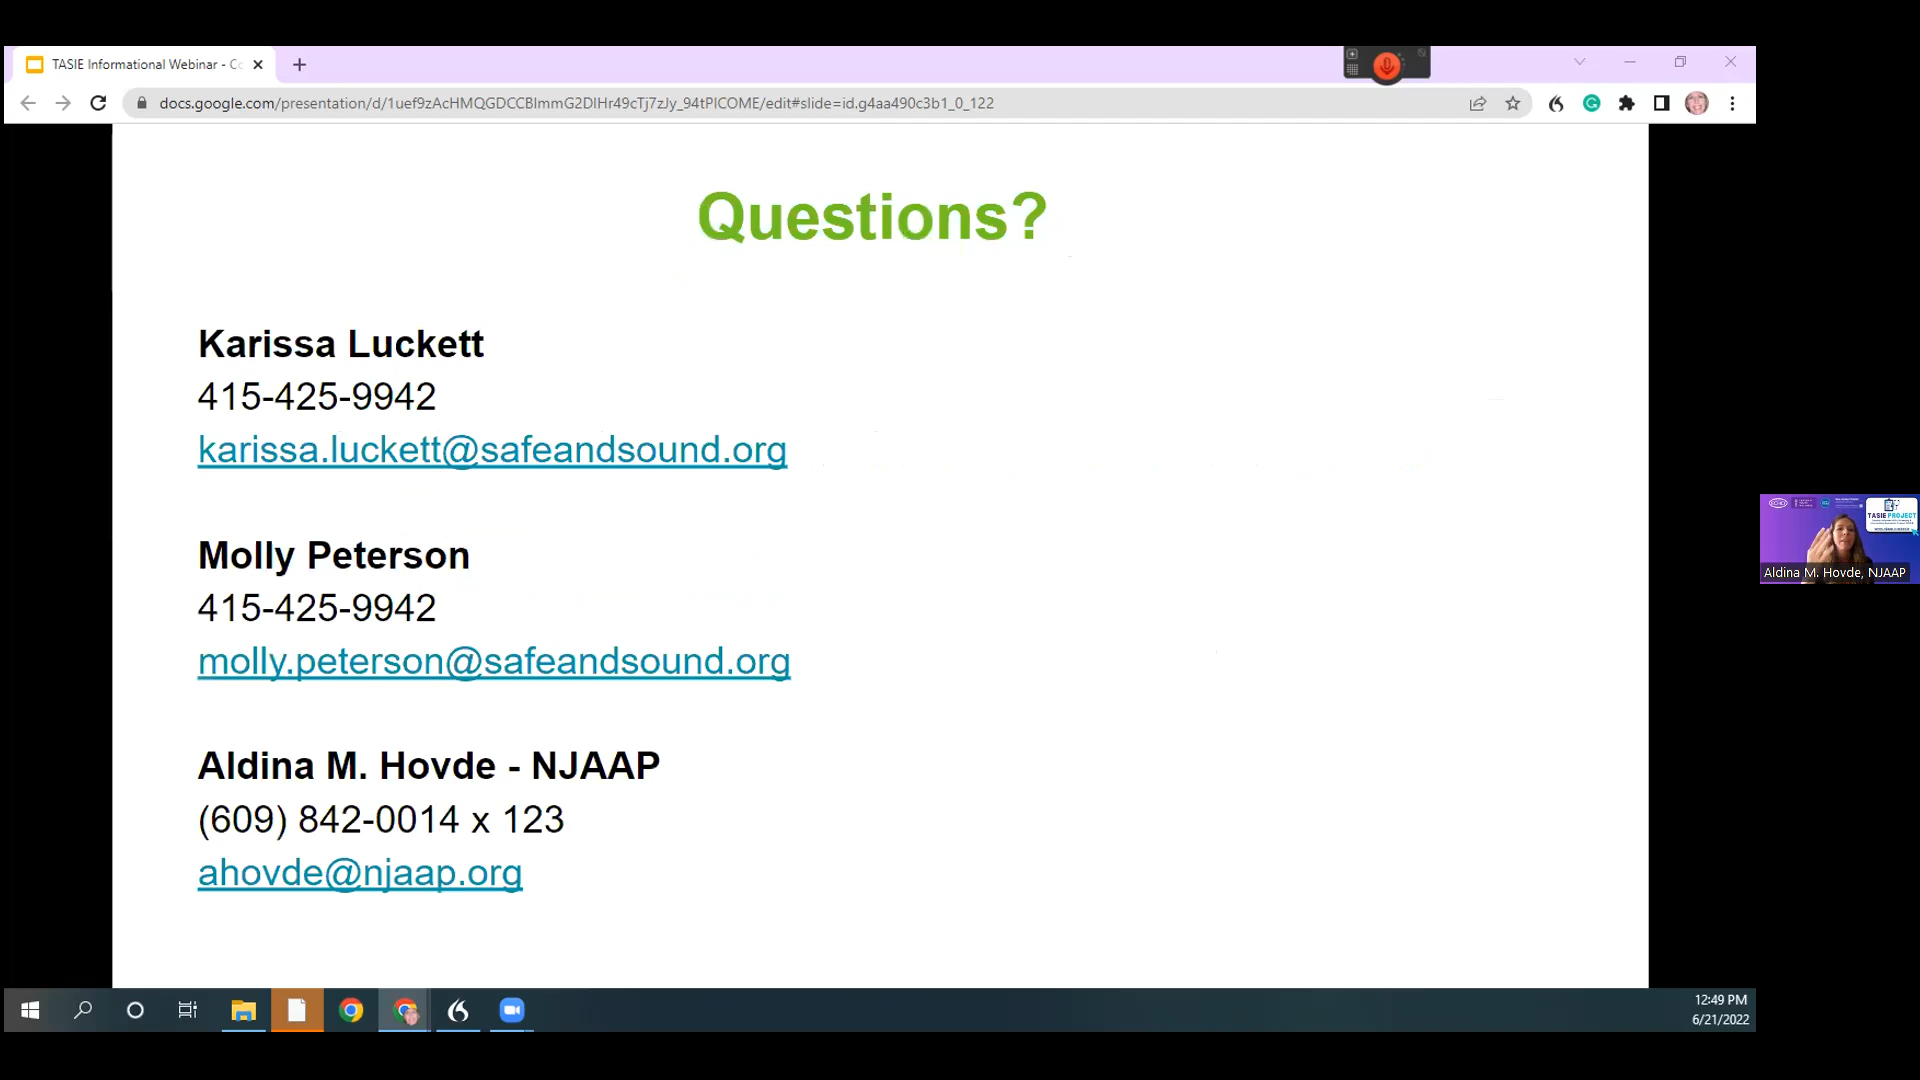 TASIE Informational Webinar - Co
docs.google.com/presentation/d/1uef9zAcHMQGDCCBlmmG2DlHr49cTj7zJy_94tPICOME/edit#slide=id.g4aa490c3b1_0_122
Questions?
Karissa Luckett
415-425-9942
karissa.luckett@safeandsound.org
Molly Peterson
415-425-9942
molly.peterson@safeandsound.org
Aldina M. Hovde - NJAAP
(609) 842-0014 x 123
ahovde@njaap.org
TASIE PROJECT
Aldina M. Hovde, NJAAP
12:49 PM
6/21/2022